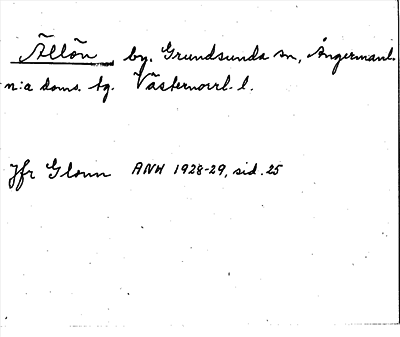 Ällön by. Grundsunda sn, Ångermanl.
n:a doms. tg. Västernorrl. l.
Jfr Glonn ANH 1928-29, sid. 25